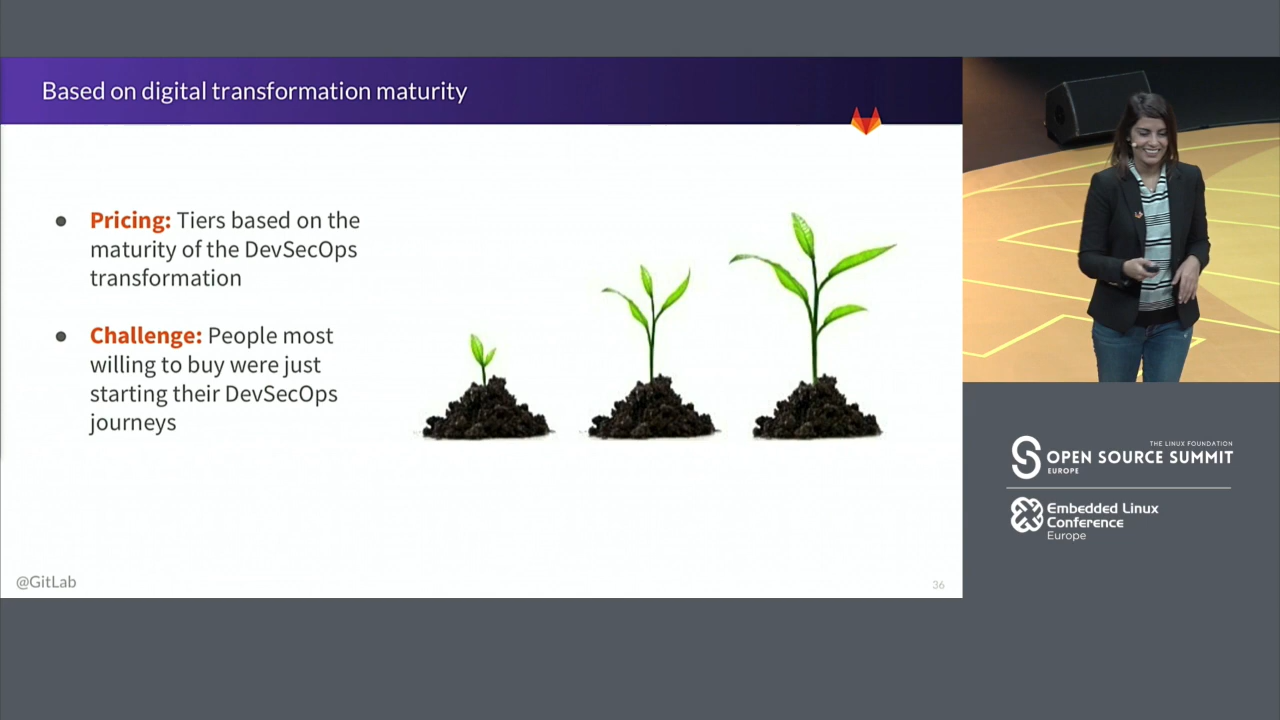 Based on digital transformation maturity
● Pricing: Tiers based on the
maturity of the DevSecOps
transformation
● Challenge: People most
willing to buy were just
starting their DevSecOps
journeys
@GitLab
36
THE LINUX FOUNDATION
OPEN SOURCE SUMMIT
EUROPE
Embedded Linux
Conference
Europe